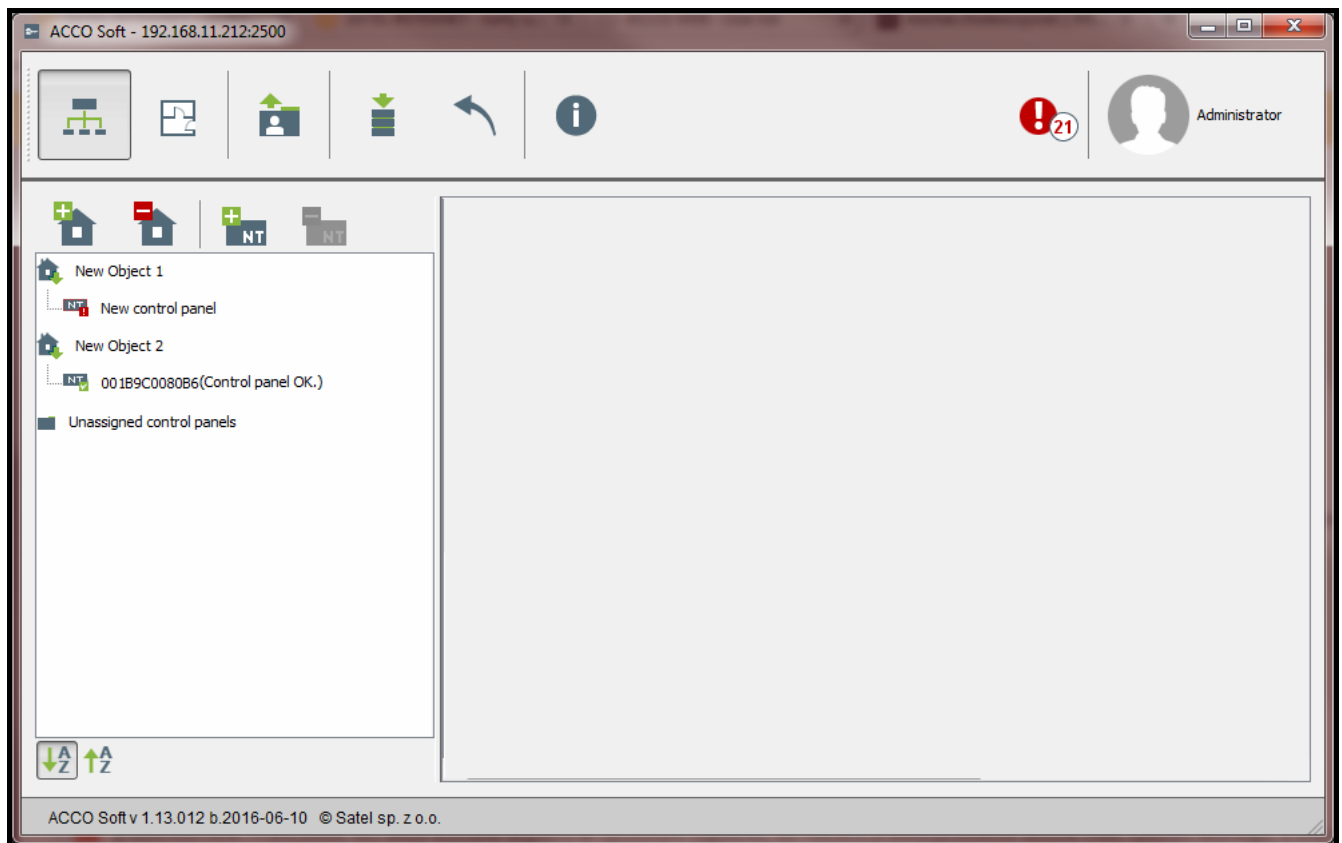 ACCO Soft - 192.168.11.212:2500
21
Administrator
NT
NT
New Object 1
NT
New control panel
New Object 2
NT
001B9C0080B6(Control panel OK.)
Unassigned control panels
A
Z
A
Z
ACCO Soft v 1.13.012 b.2016-06-10 © Satel sp. z o.o.